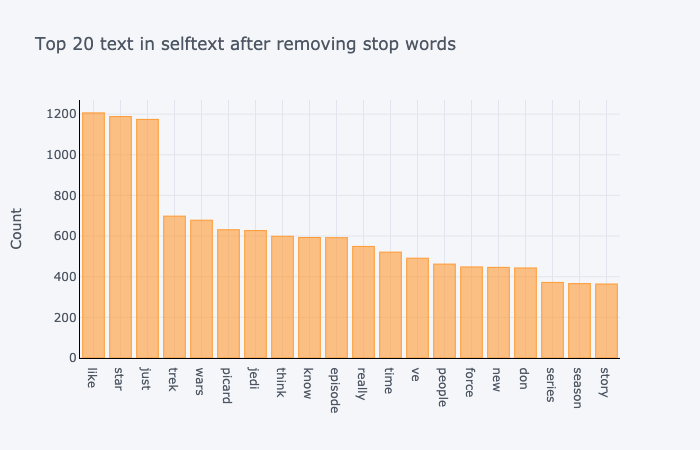 Top 20 text in selftext after removing stop words
Count
1200
1000
800
600
400
200
0
like
star
just
trek
wars
picard
jedi
think
know
episode
really
time
ve
people
force
new
don
series
season
story